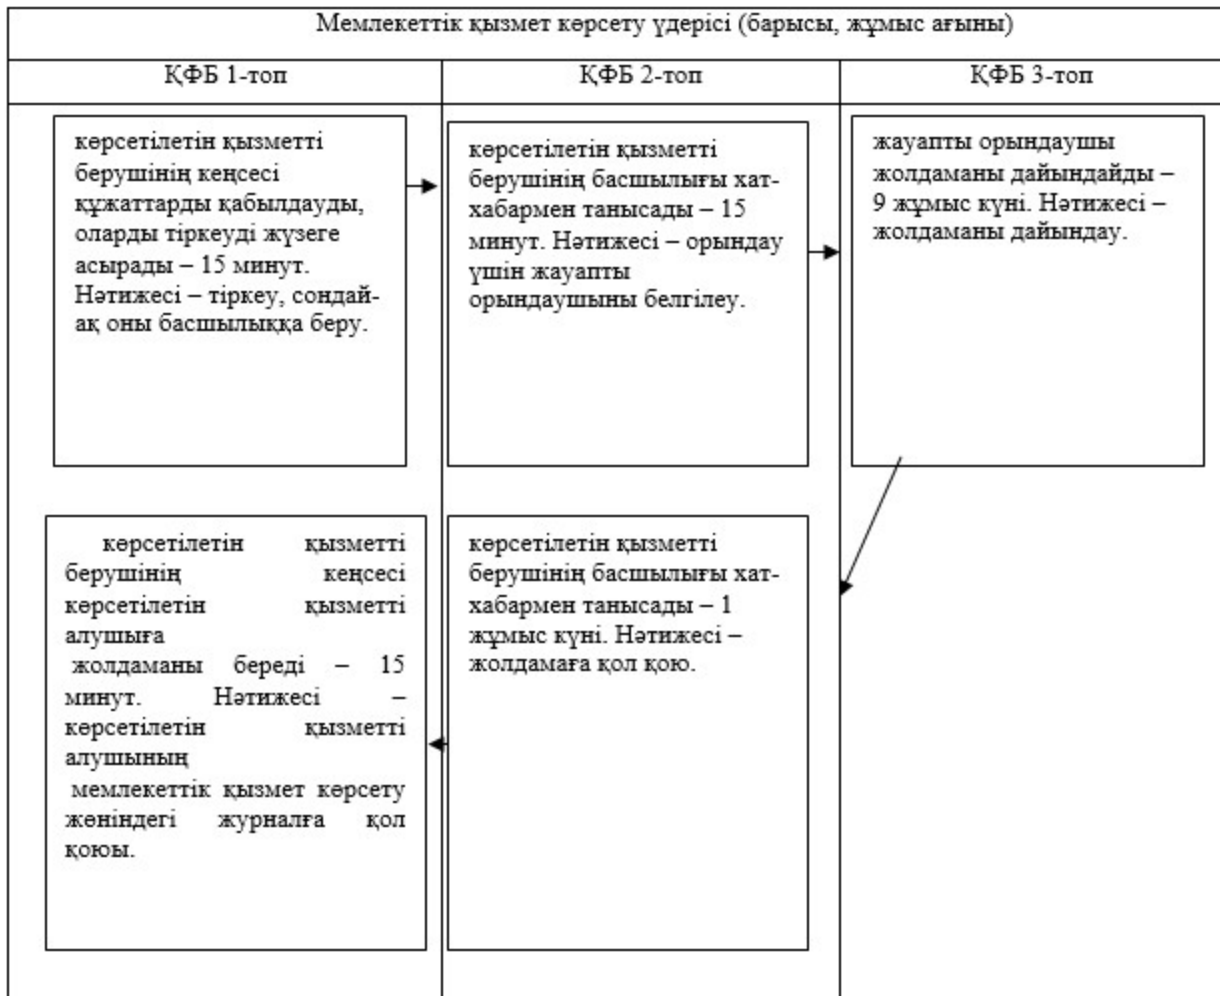 Мемлекеттік қызмет көрсету үдерісі (барысы, жұмыс ағыны)
ҚФБ 1-топ
ҚФБ 2-топ
ҚФБ 3-топ
көрсетілетін қызметті
берушінің кеңсесі
құжаттарды қабылдауды,
оларды тіркеуді жүзеге
асырады – 15 минут.
Нәтижесі – тіркеу, сондай-
ақ оны басшылыққа беру.
көрсетілетін қызметті
берушінің басшылығы хат-
хабармен танысады – 15
минут. Нәтижесі – орындау
үшін жауапты
орындаушыны белгілеу.
жауапты орындаушы
жолдаманы дайындайды –
9 жұмыс күні. Нәтижесі –
жолдаманы дайындау.
көрсетілетін қызметті
берушінің кеңсесі
көрсетілетін қызметті
алушыға
жолдаманы береді – 15
минут. Нәтижесі –
көрсетілетін қызметті
алушының
мемлекеттік қызмет көрсету
жөніндегі журналға қол
қоюы.
көрсетілетін қызметті
берушінің басшылығы хат-
хабармен танысады – 1
жұмыс күні. Нәтижесі –
жолдамаға қол қою.